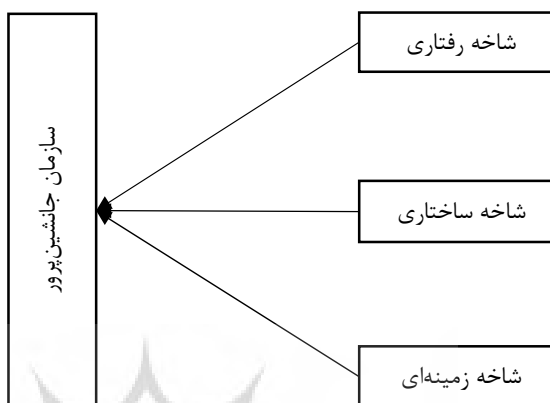 شاخه رفتاری
سازمان جانشین‌پرور
شاخه ساختاری
شاخه زمینه‌ای